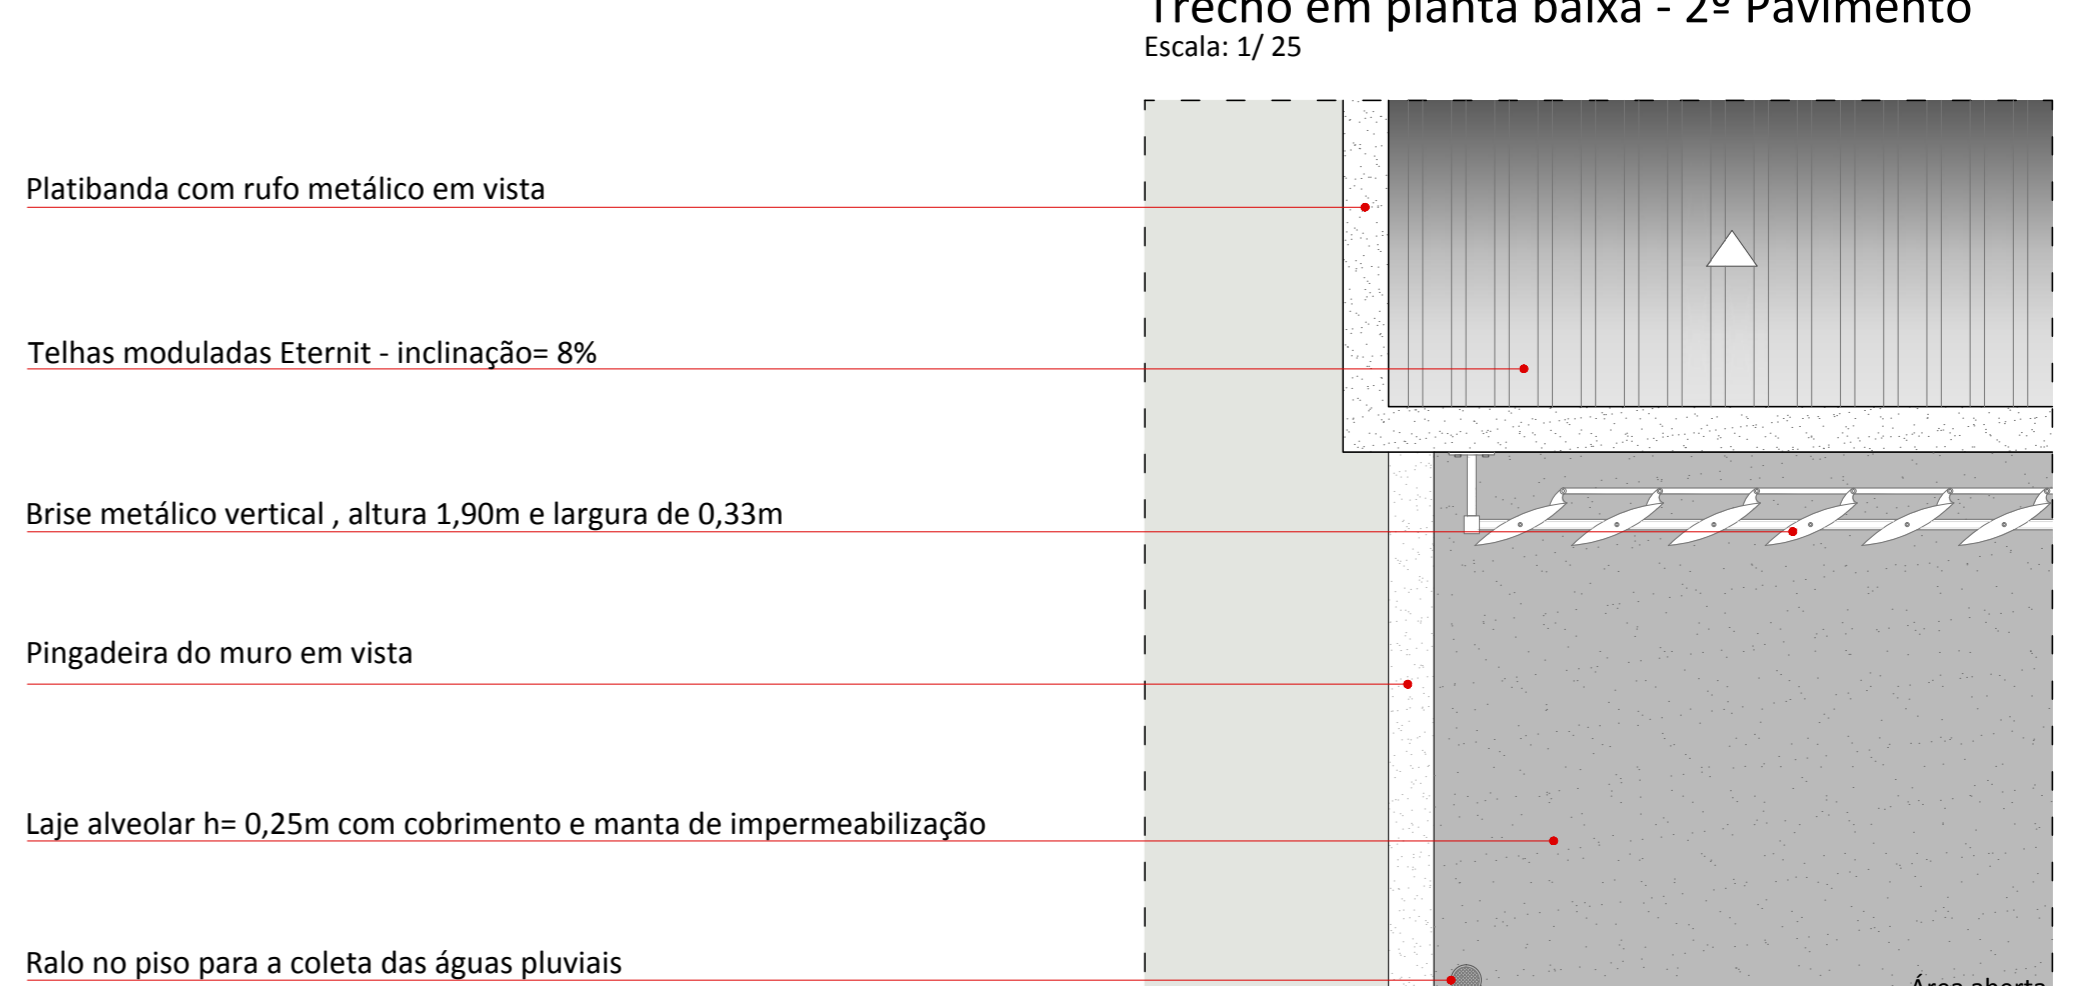 Trecho em planta baixa - 2º Pavimento
Escala: 1/ 25
Platibanda com rufo metálico em vista
Telhas moduladas Eternit - inclinação= 8%
Brise metálico vertical , altura 1,90m e largura de 0,33m
Pingadeira do muro em vista
Laje alveolar h= 0,25m com cobrimento e manta de impermeabilização
Ralo no piso para a coleta das águas pluviais
Área aberta